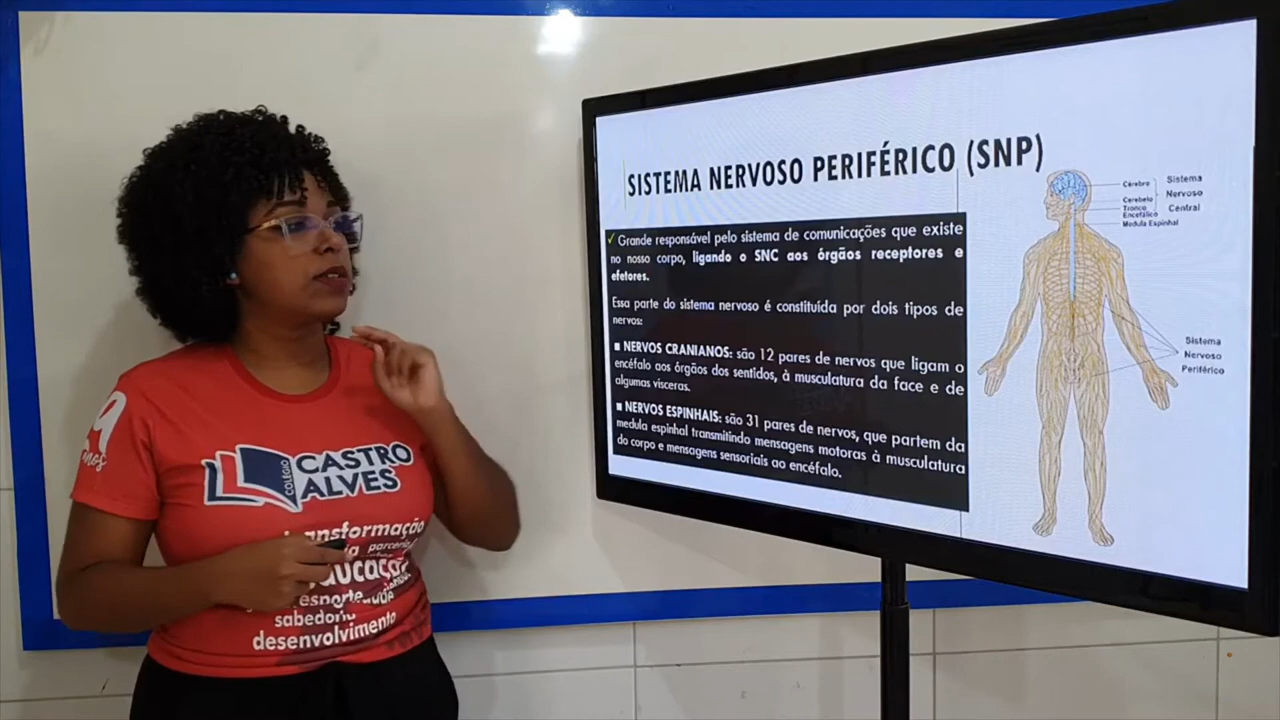 SISTEMA NERVOSO PERIFÉRICO (SNP)
✓ Grande responsável pelo sistema de comunicações que existe
no nosso corpo, ligando o SNC aos órgãos receptores e
efetores.
Essa parte do sistema nervoso é constituída por dois tipos de
nervos:
■ NERVOS CRANIANOS: são 12 pares de nervos que ligam o
encéfalo aos órgãos dos sentidos, à musculatura da face e de
algumas vísceras.
■ NERVOS ESPINHAIS: são 31 pares de nervos, que partem da
medula espinhal transmitindo mensagens motoras à musculatura
do corpo e mensagens sensoriais ao encéfalo.
Cérebro
Cerebelo
Tronco
Encefálico
Medula Espinhal
Sistema
Nervoso
Central
Sistema
Nervoso
Periférico
anos
COLÉGIO
CASTRO
ALVES
parceria
esporte
sabedoria
desenvolvimento